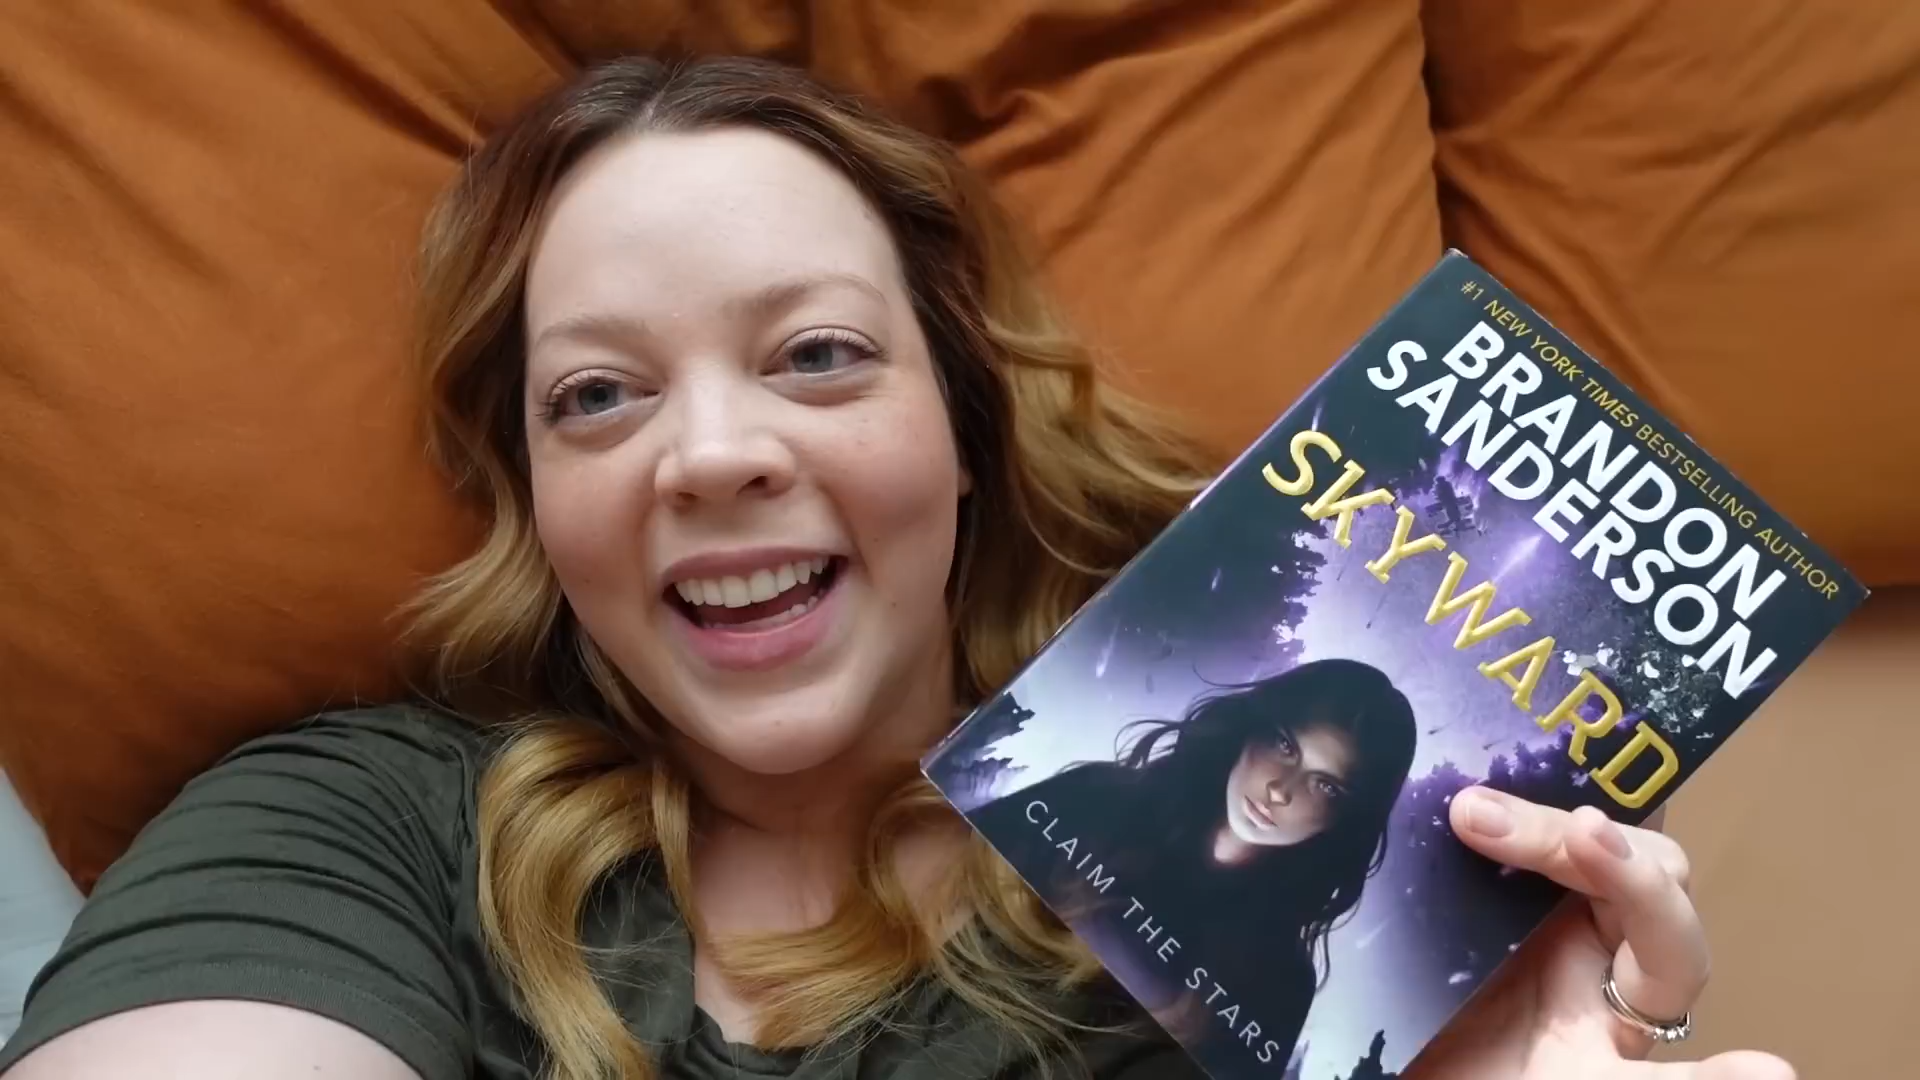 #1 NEW YORK TIMES BESTSELLING AUTHOR
BRANDON
SANDERSON
SKYWARD
CLAIM THE STARS